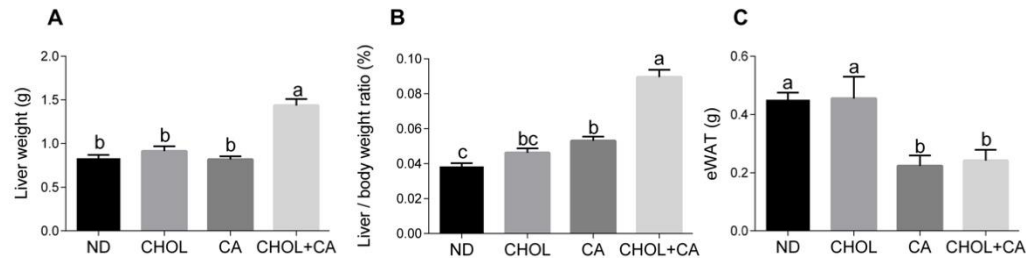 A
Liver weight (g)
2.0
1.5
1.0
0.5
0.0
b
b
b
a
ND
CHOL
CA
CHOL+CA
B
Liver / body weight ratio (%)
0.10
0.08
0.06
0.04
0.02
0.00
c
bc
b
a
ND
CHOL
CA
CHOL+CA
C
eWAT (g)
0.6
0.4
0.2
0.0
a
a
b
b
ND
CHOL
CA
CHOL+CA